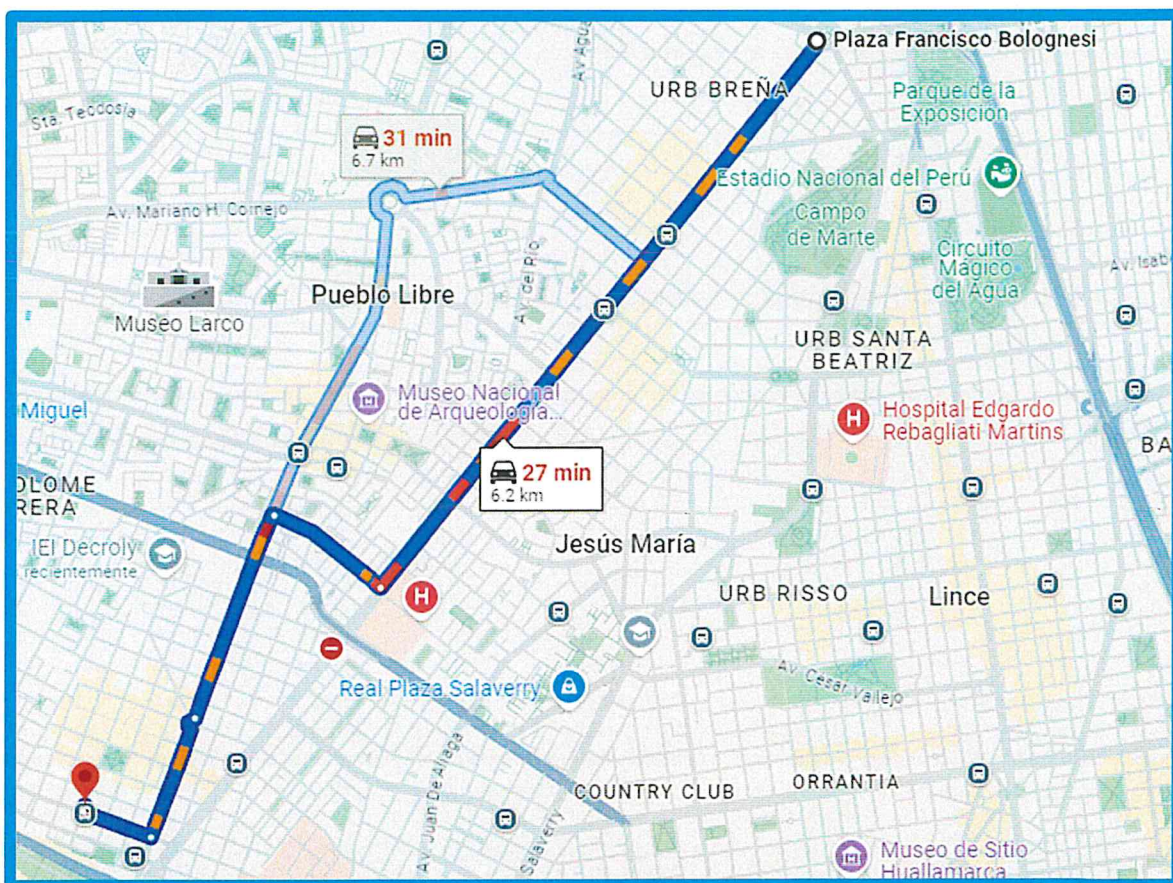 Plaza Francisco Bolognesi
URB BREÑA
Parque de la
Exposición
Av. Agua
Sta. Teodosia
31 min
6.7 km
Estadio Nacional del Perú
Av. Mariano H. Cornejo
Campo
de Marte
Circuito
Mágico
del Agua
Av. Isab
Av. del Río
Pueblo Libre
Museo Larco
URB SANTA
BEATRIZ
Museo Nacional
de Arqueología...
Miguel
Hospital Edgardo
Rebagliati Martins
BA
27 min
6.2 km
OLOME
RERA
IEI Decroly
recientemente
Jesús María
H
H
URB RISSO
Lince
Real Plaza Salaverry
Av. César Vallejo
Av. Juan De Aliaga
Salaverry
COUNTRY CLUB
ORRANTIA
Museo de Sitio
Huallamarca